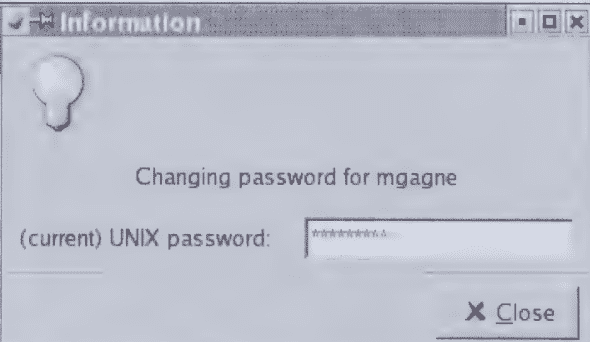 Information
Changing password for mgagne
(current) UNIX password: *********
Close